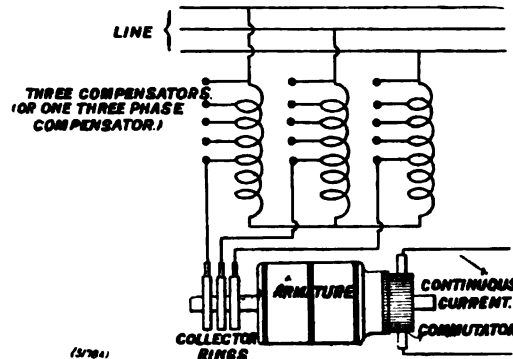 LINE
THREE COMPENSATORS.
(OR ONE THREE PHASE
COMPENSATOR.)
ARMATURE
CONTINUOUS
CURRENT.
COMMUTATOR
COLLECTOR
RINGS